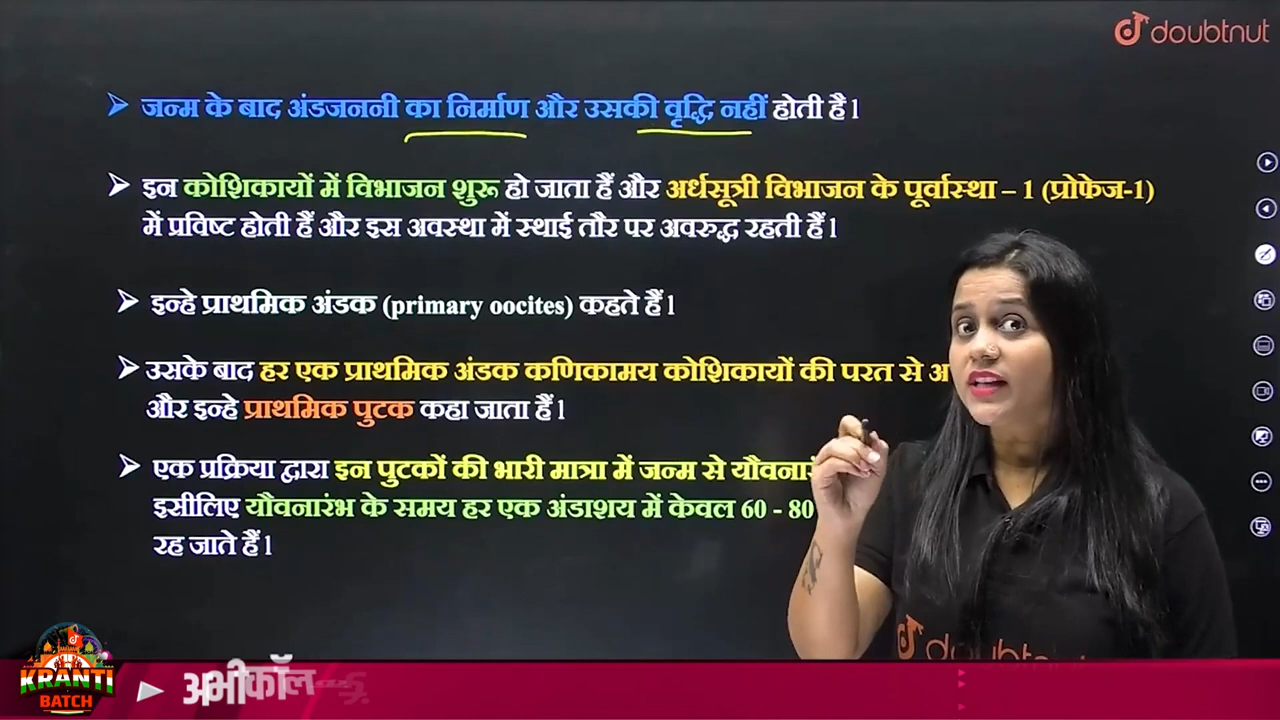 doubtnut
➢ जन्म के बाद अंडजननी का निर्माण और उसकी वृद्धि नहीं होती हैं l
➢ इन कोशिकायों में विभाजन शुरू हो जाता हैं और अर्धसूत्री विभाजन के पूर्वास्था – 1 (प्रोफेज-1)
में प्रविष्ट होती हैं और इस अवस्था में स्थाई तौर पर अवरुद्ध रहती हैं l
➢ इन्हे प्राथमिक अंडक (primary oocites) कहते हैं l
➢ उसके बाद हर एक प्राथमिक अंडक कणिकामय कोशिकायों की परत से
और इन्हे प्राथमिक पुटक कहा जाता हैं l
➢ एक प्रक्रिया द्वारा इन पुटकों की भारी मात्रा में जन्म से
इसीलिए यौवनारंभ के समय हर एक अंडाशय में केवल 60 - 80
रह जाते हैं l
doubtnut
KRANTI
BATCH
अभी कॉल